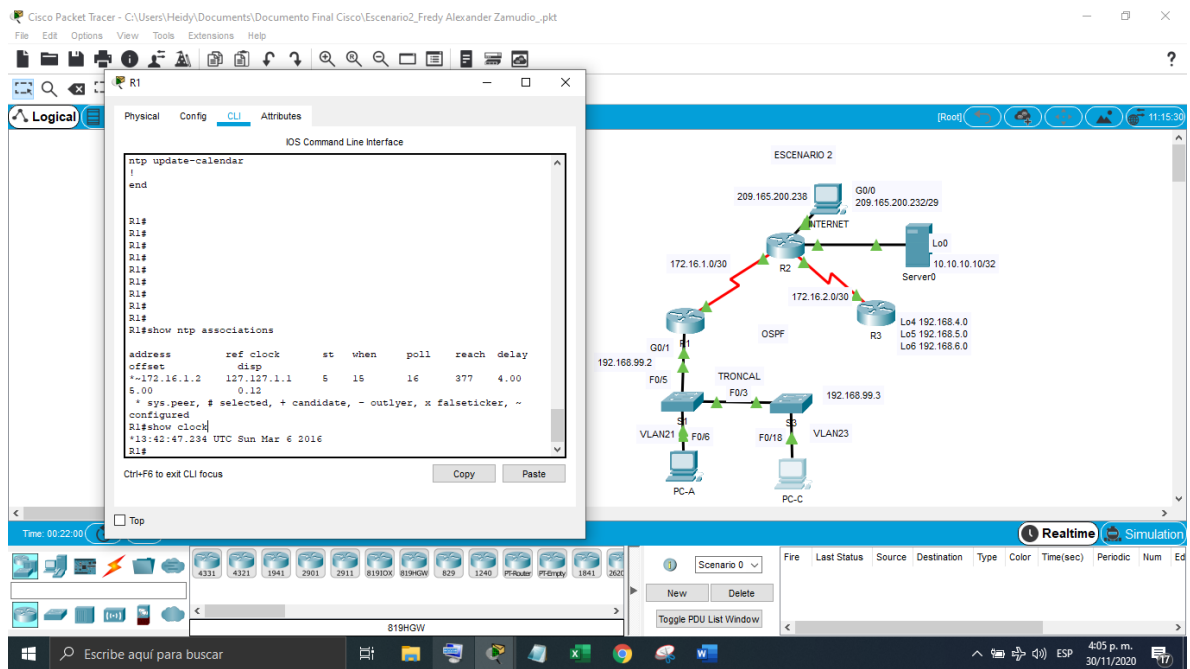 Cisco Packet Tracer - C:\Users\Heidy\Documents\Documento Final Cisco\Escenario2_Fredy Alexander Zamudio_.pkt
File Edit Options View Tools Extensions Help
?
R1
Logical
[Root]
11:15:30
Physical Config CLI Attributes
IOS Command Line Interface
ntp update-calendar
!
end
R1#
R1#
R1#
R1#
R1#
R1#
R1#
R1#
R1#
R1#show ntp associations
address ref clock st when poll reach delay
offset disp
*~172.16.1.2 127.127.1.1 5 15 16 377 4.00
5.00 0.12
* sys.peer, # selected, + candidate, - outlyer, x falseticker, ~
configured
R1#show clock
*13:42:47.234 UTC Sun Mar 6 2016
R1#
Ctrl+F6 to exit CLI focus
Copy Paste
Top
ESCENARIO 2
209.165.200.238
G0/0
209.165.200.232/29
INTERNET
Lo0
10.10.10.10/32
Server0
172.16.1.0/30
R2
172.16.2.0/30
Lo4 192.168.4.0
Lo5 192.168.5.0
Lo6 192.168.6.0
R3
OSPF
G0/1
R1
192.168.99.2
F0/5
TRONCAL
F0/3
192.168.99.3
S1
S3
VLAN21
F0/6
F0/18
VLAN23
PC-A
PC-C
Time: 00:22:00
Realtime
Simulation
4331 4321 1941 2901 2911 819IOX 819HGW 829 1240 PT-Router PT-Empty 1841 2620
819HGW
Scenario 0
New Delete
Toggle PDU List Window
Fire Last Status Source Destination Type Color Time(sec) Periodic Num Ed
Escribe aquí para buscar
ESP
4:05 p. m.
30/11/2020
17